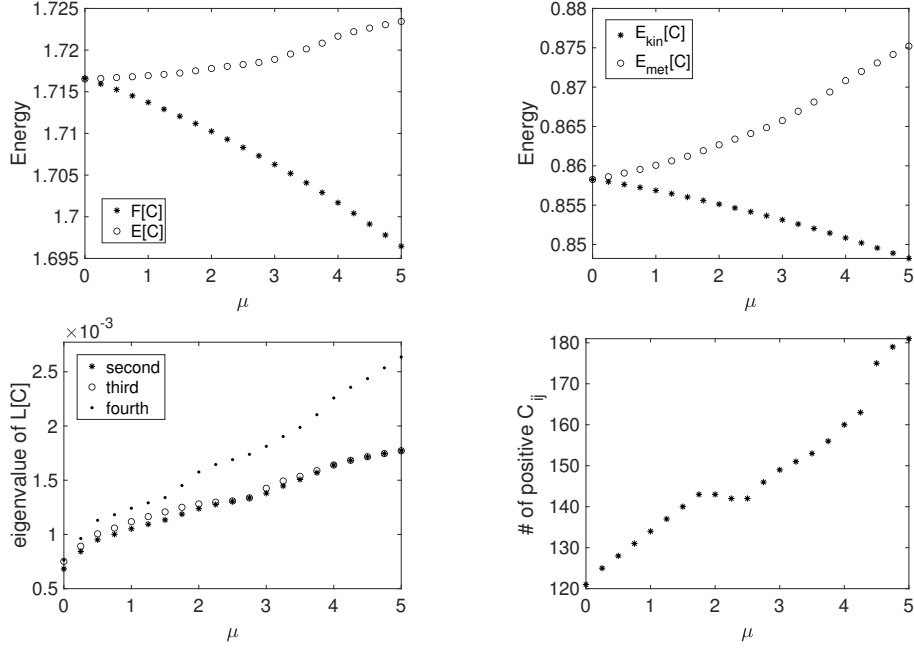 1.725
1.72
1.715
1.71
1.705
1.7
1.695
Energy
F[C]
E[C]
0 1 2 3 4 5
μ
0.88
0.875
0.87
0.865
0.86
0.855
0.85
Energy
E_kin[C]
E_met[C]
0 1 2 3 4 5
μ
×10^-3
2.5
2
1.5
1
0.5
eigenvalue of L[C]
second
third
fourth
0 1 2 3 4 5
μ
180
170
160
150
140
130
120
# of positive C_ij
0 1 2 3 4 5
μ